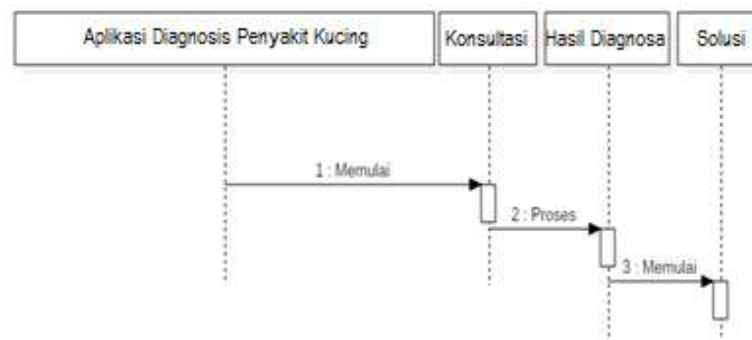 Aplikasi Diagnosis Penyakit Kucing
Konsultasi
Hasil Diagnosa
Solusi
1 : Memulai
2 : Proses
3 : Memulai